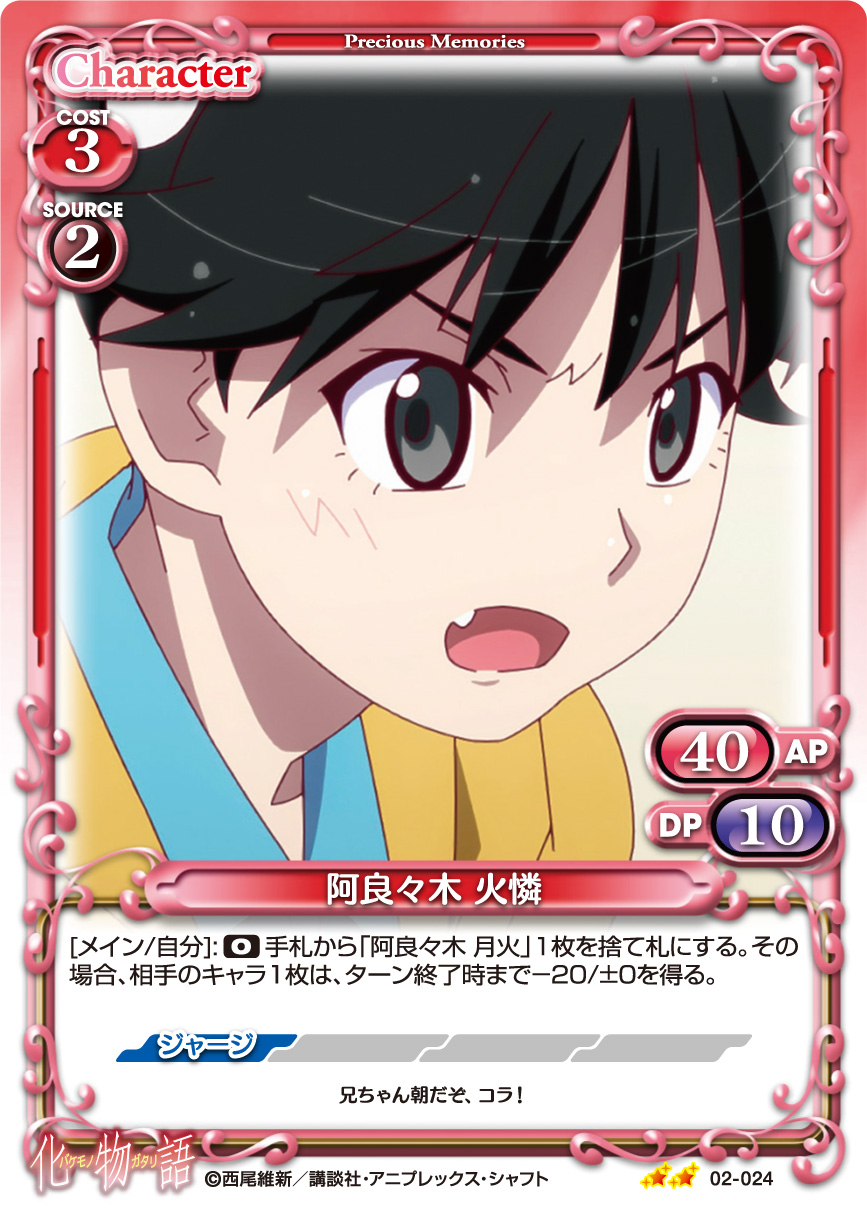 Precious Memories
Character
COST
3
SOURCE
2
40 AP
DP 10
阿良々木 火憐
[メイン/自分]: 0 手札から「阿良々木 月火」1枚を捨て札にする。その
場合、相手のキャラ1枚は、ターン終了時まで−20/±0を得る。
ジャージ
兄ちゃん朝だぞ、コラ!
化物語
バケモノ ガタリ
©西尾維新/講談社・アニプレックス・シャフト
02-024